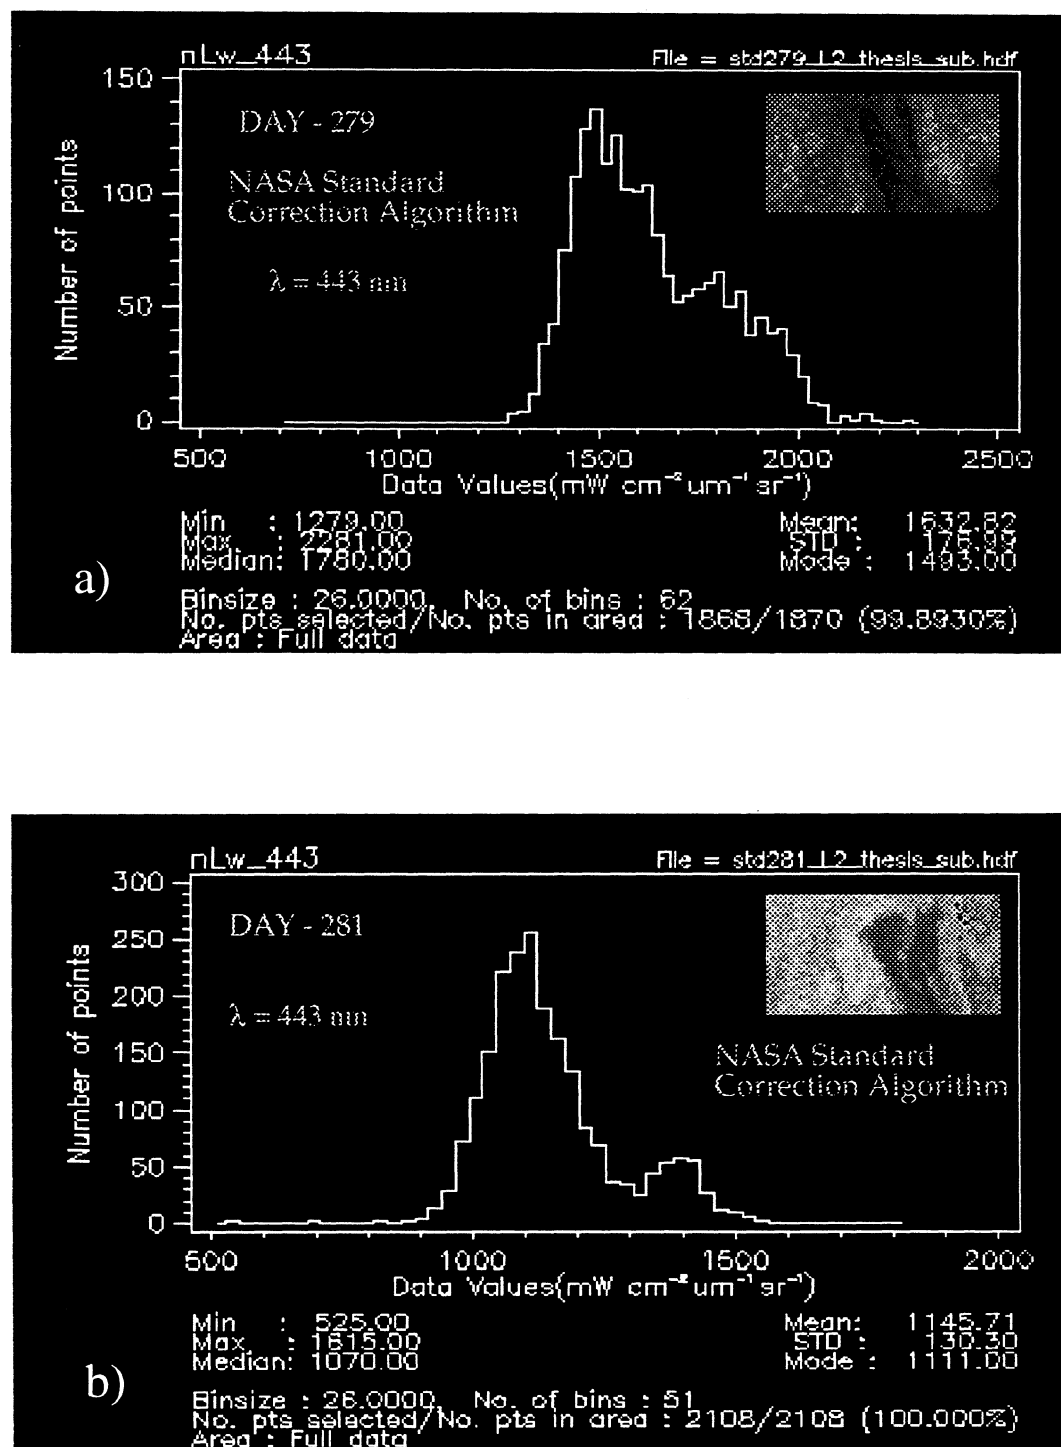 nLw_443 File = std279_L2_thesis_sub.hdf
150
DAY - 279
NASA Standard
Correction Algorithm
λ = 443 nm
100
50
0
Number of points
500 1000 1500 2000 2500
Data Values(mW cm⁻² um⁻¹ sr⁻¹)
Min : 1279.00 Mean: 1632.82
Max : 2281.00 STD : 176.99
Median: 1780.00 Mode : 1493.00
a)
Binsize : 26.0000, No. of bins : 62
No. pts selected/No. pts in area : 1868/1870 (99.8930%)
Area : Full data
nLw_443 File = std281_L2_thesis_sub.hdf
300
DAY - 281
250
200
λ = 443 nm
NASA Standard
Correction Algorithm
150
100
50
0
Number of points
500 1000 1500 2000
Data Values(mW cm⁻² um⁻¹ sr⁻¹)
Min : 525.00 Mean: 1145.71
Max : 1615.00 STD : 130.30
Median: 1070.00 Mode : 1111.00
b)
Binsize : 26.0000, No. of bins : 51
No. pts selected/No. pts in area : 2108/2108 (100.000%)
Area : Full data